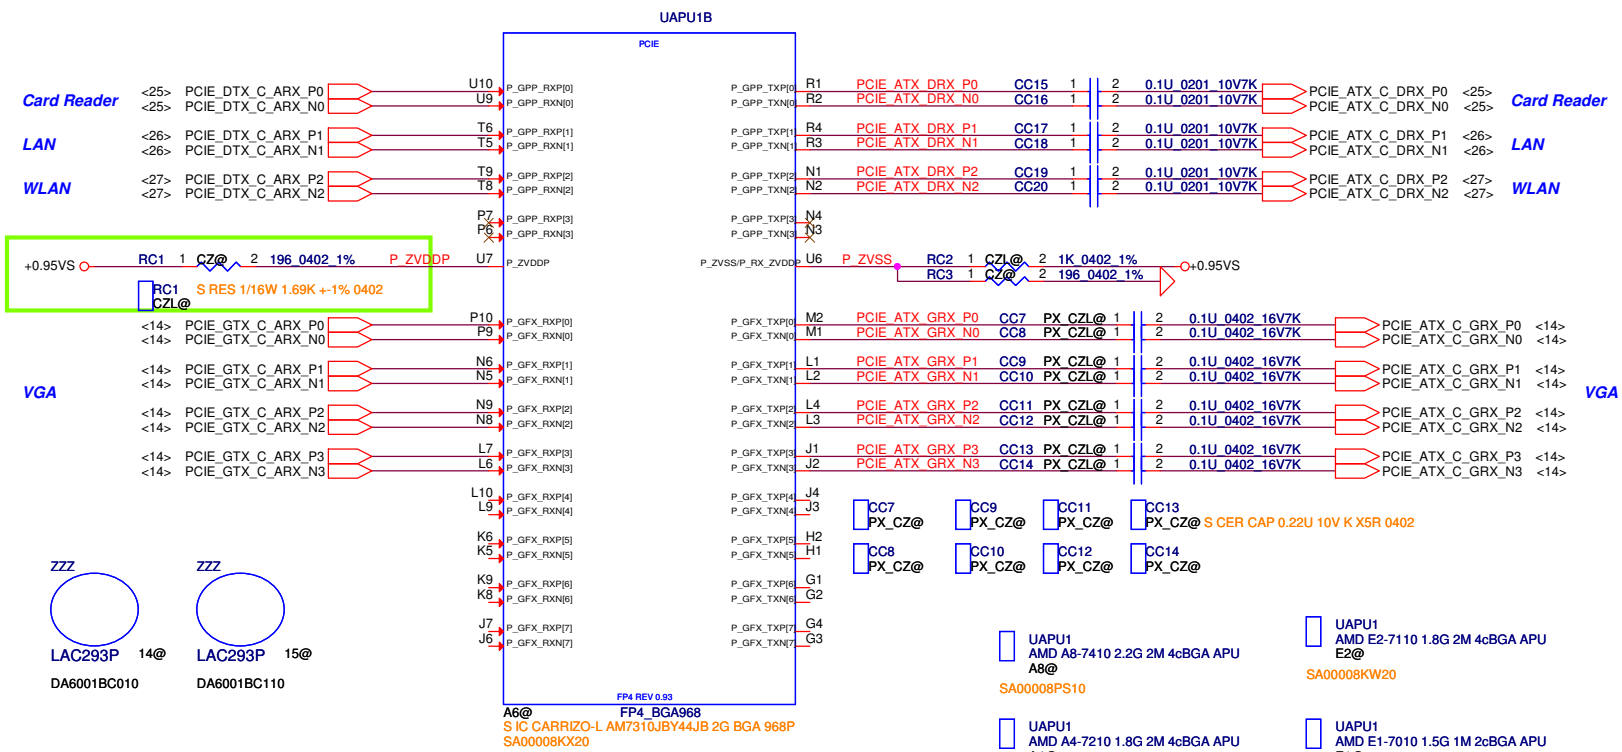 UAPU1B
PCIE
Card Reader <25> PCIE_DTX_C_ARX_P0 U10 P_GPP_RXP[0] P_GPP_TXP[0] R1 PCIE_ATX_DRX_P0 CC15 1 2 0.1U_0201_10V7K PCIE_ATX_C_DRX_P0 <25> Card Reader
<25> PCIE_DTX_C_ARX_N0 U9 P_GPP_RXN[0] P_GPP_TXN[0] R2 PCIE_ATX_DRX_N0 CC16 1 2 0.1U_0201_10V7K PCIE_ATX_C_DRX_N0 <25>
LAN <26> PCIE_DTX_C_ARX_P1 T6 P_GPP_RXP[1] P_GPP_TXP[1] R4 PCIE_ATX_DRX_P1 CC17 1 2 0.1U_0201_10V7K PCIE_ATX_C_DRX_P1 <26> LAN
<26> PCIE_DTX_C_ARX_N1 T5 P_GPP_RXN[1] P_GPP_TXN[1] R3 PCIE_ATX_DRX_N1 CC18 1 2 0.1U_0201_10V7K PCIE_ATX_C_DRX_N1 <26>
WLAN <27> PCIE_DTX_C_ARX_P2 T9 P_GPP_RXP[2] P_GPP_TXP[2] N1 PCIE_ATX_DRX_P2 CC19 1 2 0.1U_0201_10V7K PCIE_ATX_C_DRX_P2 <27> WLAN
<27> PCIE_DTX_C_ARX_N2 T8 P_GPP_RXN[2] P_GPP_TXN[2] N2 PCIE_ATX_DRX_N2 CC20 1 2 0.1U_0201_10V7K PCIE_ATX_C_DRX_N2 <27>
P7 P_GPP_RXP[3] P_GPP_TXP[3] N4
P6 P_GPP_RXN[3] P_GPP_TXN[3] N3
+0.95VS RC1 1 CZ@ 2 196_0402_1% P_ZVDDP U7 P_ZVDDP P_ZVSS/P_RX_ZVDDP U6 P_ZVSS RC2 1 CZL@ 2 1K_0402_1% +0.95VS
RC3 1 CZ@ 2 196_0402_1%
RC1 S RES 1/16W 1.69K +-1% 0402
CZL@
VGA <14> PCIE_GTX_C_ARX_P0 P10 P_GFX_RXP[0] P_GFX_TXP[0] M2 PCIE_ATX_GRX_P0 CC7 PX_CZL@ 1 2 0.1U_0402_16V7K PCIE_ATX_C_GRX_P0 <14> VGA
<14> PCIE_GTX_C_ARX_N0 P9 P_GFX_RXN[0] P_GFX_TXN[0] M1 PCIE_ATX_GRX_N0 CC8 PX_CZL@ 1 2 0.1U_0402_16V7K PCIE_ATX_C_GRX_N0 <14>
<14> PCIE_GTX_C_ARX_P1 N6 P_GFX_RXP[1] P_GFX_TXP[1] L1 PCIE_ATX_GRX_P1 CC9 PX_CZL@ 1 2 0.1U_0402_16V7K PCIE_ATX_C_GRX_P1 <14>
<14> PCIE_GTX_C_ARX_N1 N5 P_GFX_RXN[1] P_GFX_TXN[1] L2 PCIE_ATX_GRX_N1 CC10 PX_CZL@ 1 2 0.1U_0402_16V7K PCIE_ATX_C_GRX_N1 <14>
<14> PCIE_GTX_C_ARX_P2 N9 P_GFX_RXP[2] P_GFX_TXP[2] L4 PCIE_ATX_GRX_P2 CC11 PX_CZL@ 1 2 0.1U_0402_16V7K PCIE_ATX_C_GRX_P2 <14>
<14> PCIE_GTX_C_ARX_N2 N8 P_GFX_RXN[2] P_GFX_TXN[2] L3 PCIE_ATX_GRX_N2 CC12 PX_CZL@ 1 2 0.1U_0402_16V7K PCIE_ATX_C_GRX_N2 <14>
<14> PCIE_GTX_C_ARX_P3 L7 P_GFX_RXP[3] P_GFX_TXP[3] J1 PCIE_ATX_GRX_P3 CC13 PX_CZL@ 1 2 0.1U_0402_16V7K PCIE_ATX_C_GRX_P3 <14>
<14> PCIE_GTX_C_ARX_N3 L6 P_GFX_RXN[3] P_GFX_TXN[3] J2 PCIE_ATX_GRX_N3 CC14 PX_CZL@ 1 2 0.1U_0402_16V7K PCIE_ATX_C_GRX_N3 <14>
L10 P_GFX_RXP[4] P_GFX_TXP[4] J4
L9 P_GFX_RXN[4] P_GFX_TXN[4] J3
K6 P_GFX_RXP[5] P_GFX_TXP[5] H2
K5 P_GFX_RXN[5] P_GFX_TXN[5] H1
K9 P_GFX_RXP[6] P_GFX_TXP[6] G1
K8 P_GFX_RXN[6] P_GFX_TXN[6] G2
J7 P_GFX_RXP[7] P_GFX_TXP[7] G4
J6 P_GFX_RXN[7] P_GFX_TXN[7] G3
CC7 CC9 CC11 CC13
PX_CZ@ PX_CZ@ PX_CZ@ PX_CZ@ S CER CAP 0.22U 10V K X5R 0402
CC8 CC10 CC12 CC14
PX_CZ@ PX_CZ@ PX_CZ@ PX_CZ@
ZZZ ZZZ
LAC293P 14@ LAC293P 15@
DA6001BC010 DA6001BC110
FP4 REV 0.93
A6@ FP4_BGA968
S IC CARRIZO-L AM7310JBY44JB 2G BGA 968P
SA00008KX20
UAPU1
AMD A8-7410 2.2G 2M 4cBGA APU
A8@
SA00008PS10
UAPU1
AMD E2-7110 1.8G 2M 4cBGA APU
E2@
SA00008KW20
UAPU1
AMD A4-7210 1.8G 2M 4cBGA APU
UAPU1
AMD E1-7010 1.5G 1M 2cBGA APU